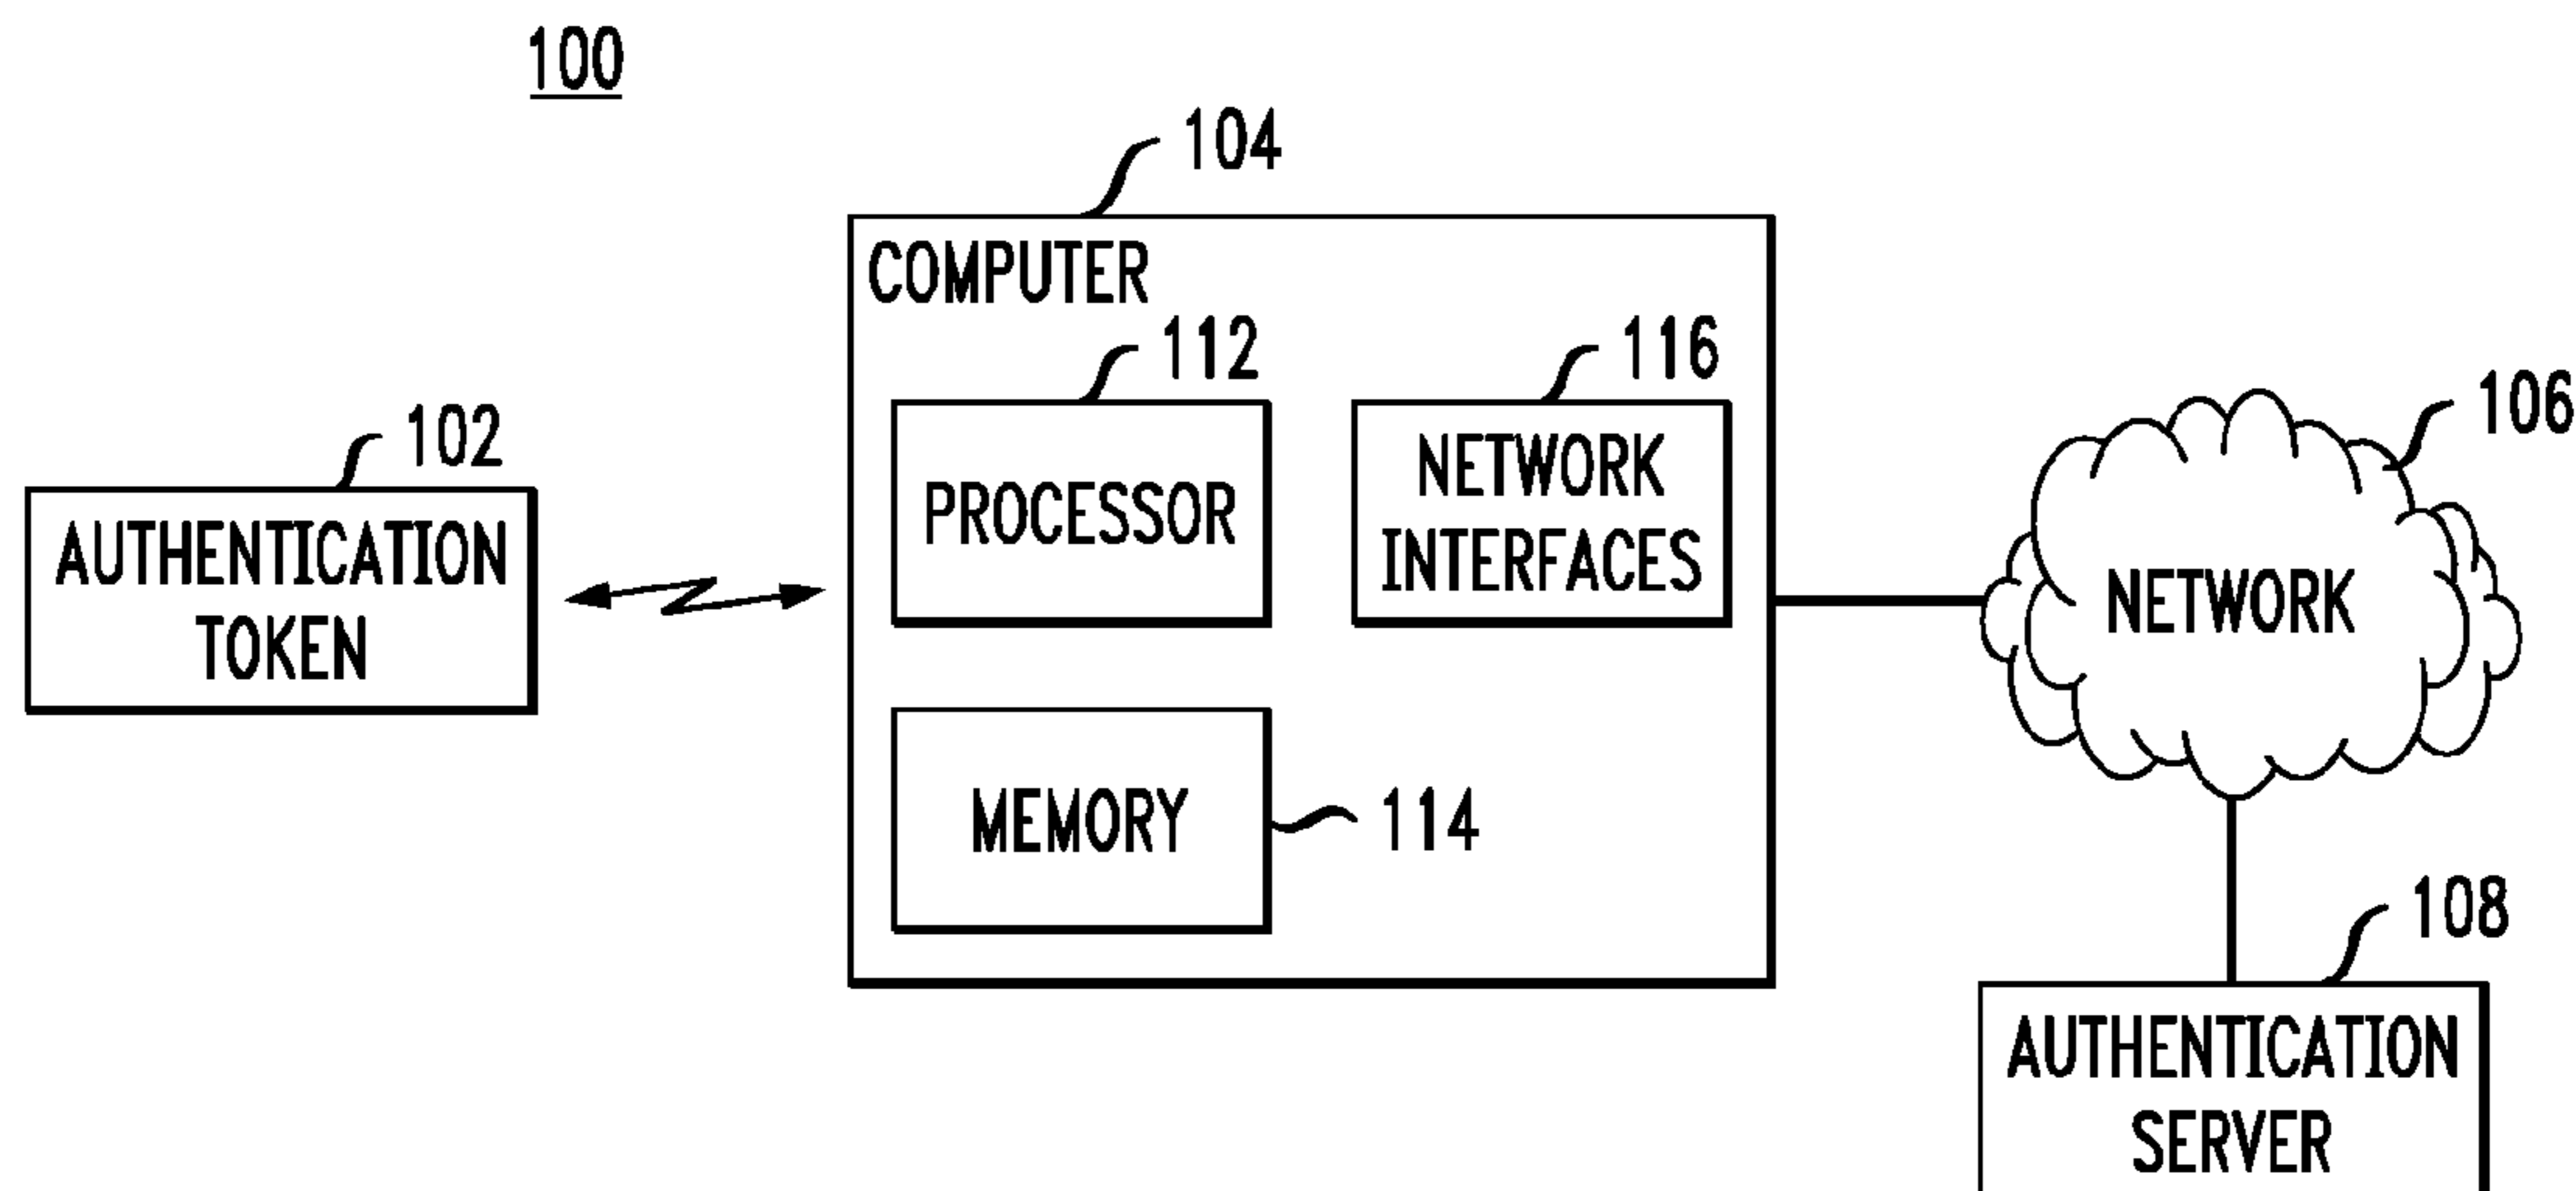 100
104
COMPUTER
112
116
106
102
PROCESSOR
NETWORK
INTERFACES
AUTHENTICATION
TOKEN
NETWORK
MEMORY
114
108
AUTHENTICATION
SERVER